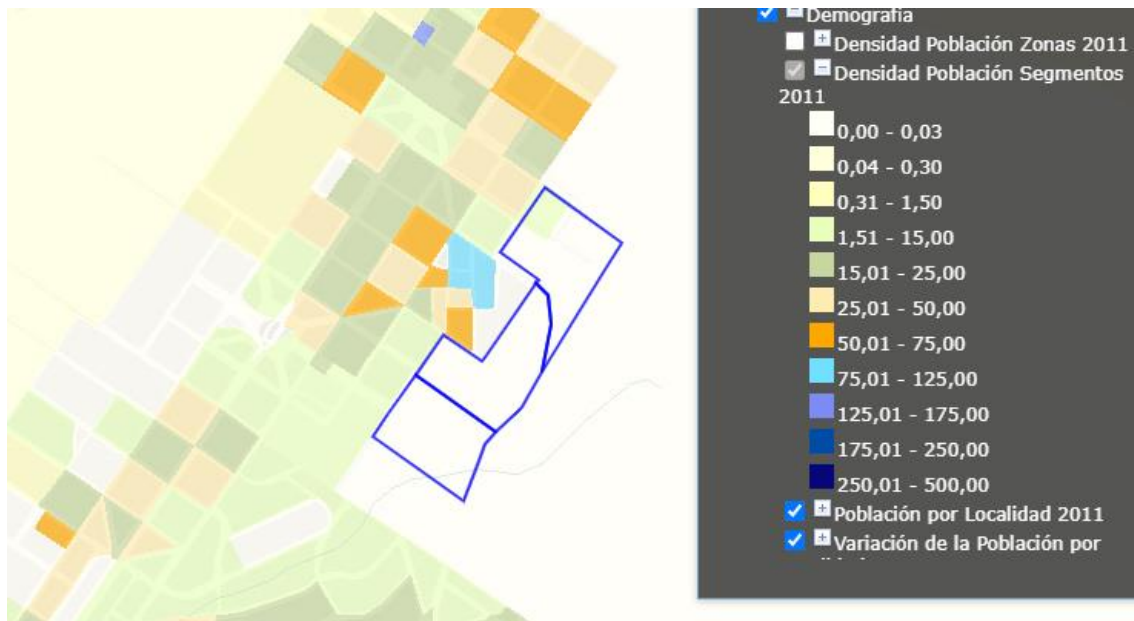 Demografía
Densidad Población Zonas 2011
Densidad Población Segmentos
2011
0,00 - 0,03
0,04 - 0,30
0,31 - 1,50
1,51 - 15,00
15,01 - 25,00
25,01 - 50,00
50,01 - 75,00
75,01 - 125,00
125,01 - 175,00
175,01 - 250,00
250,01 - 500,00
Población por Localidad 2011
Variación de la Población por